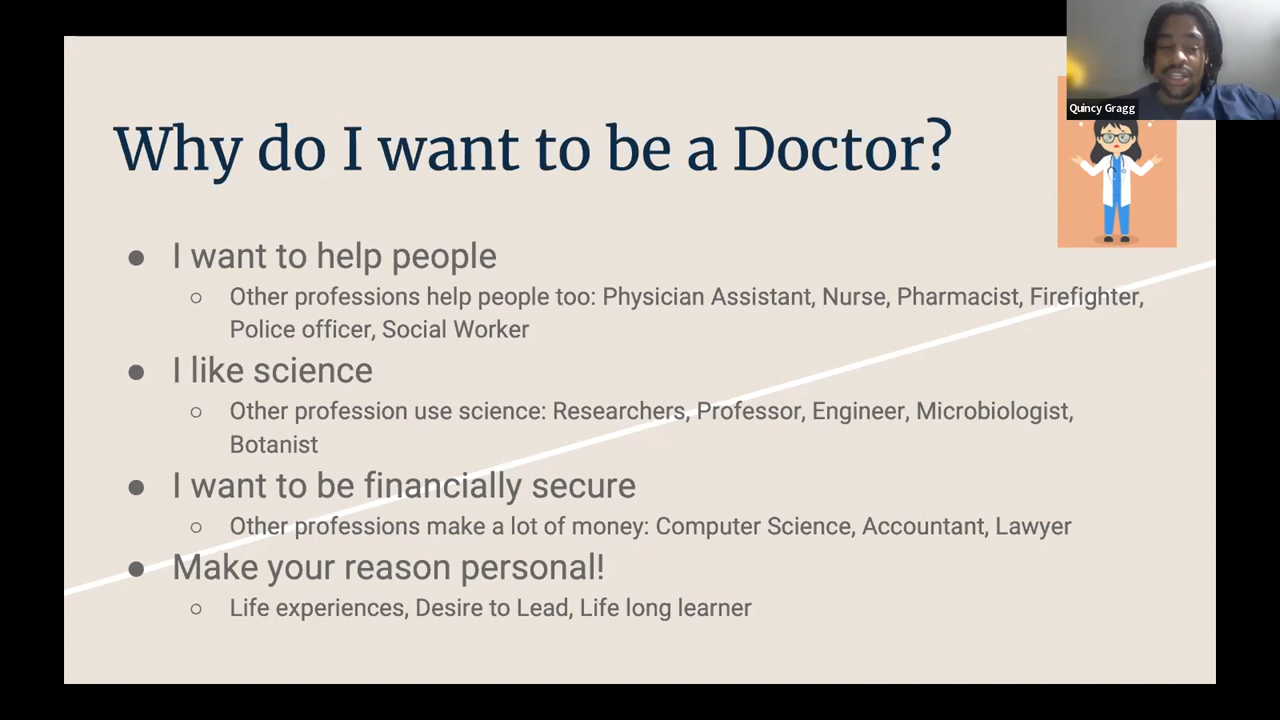 Quincy Gragg
Why do I want to be a Doctor?
● I want to help people
○ Other professions help people too: Physician Assistant, Nurse, Pharmacist, Firefighter,
Police officer, Social Worker
● I like science
○ Other profession use science: Researchers, Professor, Engineer, Microbiologist,
Botanist
● I want to be financially secure
○ Other professions make a lot of money: Computer Science, Accountant, Lawyer
● Make your reason personal!
○ Life experiences, Desire to Lead, Life long learner